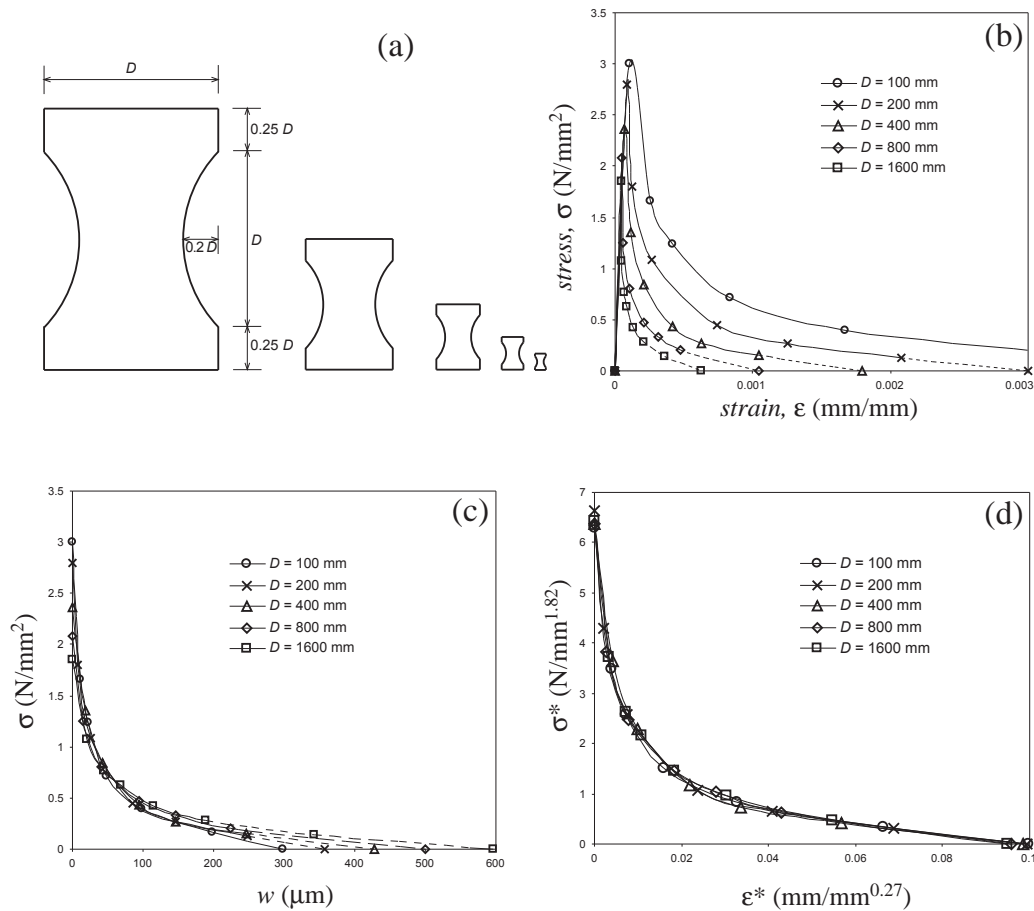 (a)
D
0.25 D
D
0.2 D
0.25 D
(b)
stress, σ (N/mm²)
3.5
3
2.5
2
1.5
1
0.5
0
D = 100 mm
D = 200 mm
D = 400 mm
D = 800 mm
D = 1600 mm
0 0.001 0.002 0.003
strain, ε (mm/mm)
(c)
σ (N/mm²)
3.5
3
2.5
2
1.5
1
0.5
0
D = 100 mm
D = 200 mm
D = 400 mm
D = 800 mm
D = 1600 mm
0 100 200 300 400 500 600
w (μm)
(d)
σ* (N/mm^1.82)
7
6
5
4
3
2
1
0
D = 100 mm
D = 200 mm
D = 400 mm
D = 800 mm
D = 1600 mm
0 0.02 0.04 0.06 0.08 0.1
ε* (mm/mm^0.27)